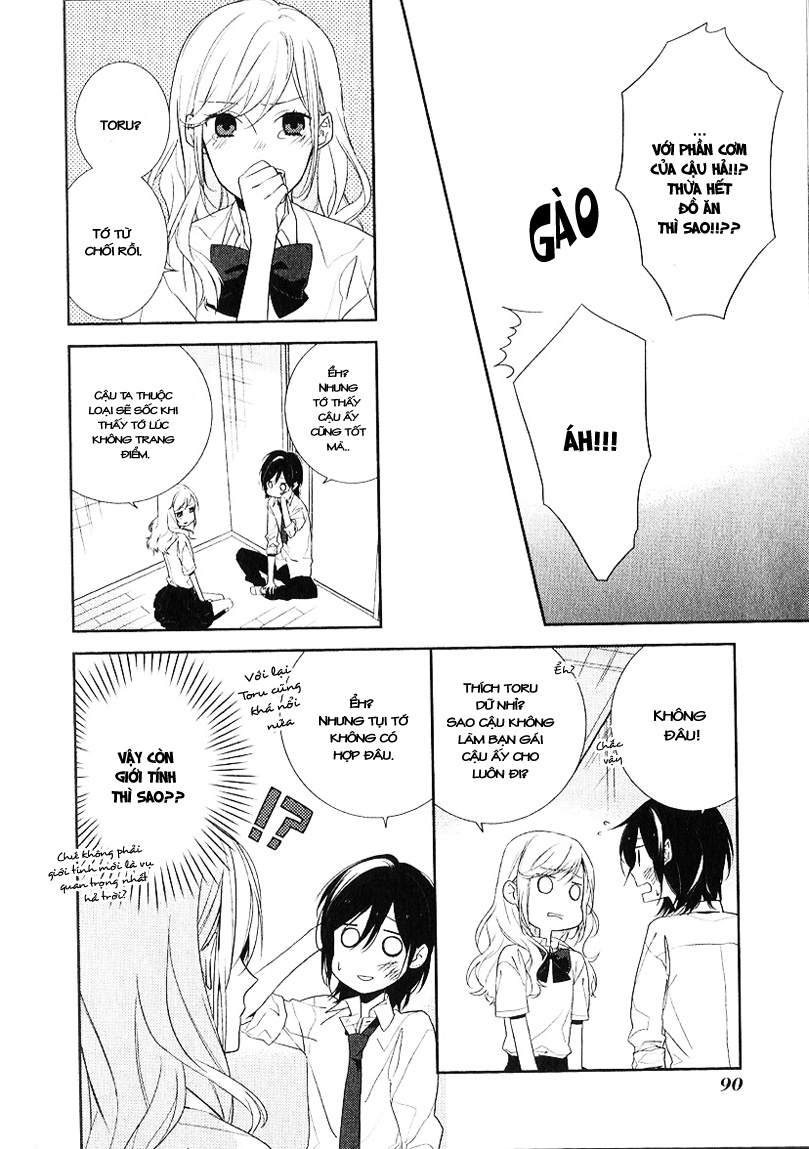 ...
VỚI PHẦN CƠM
CỦA CẬU HẢ!!?
THỪA HẾT
ĐỒ ĂN
THÌ SAO!!??
GÀO
ÁH!!!
TORU?
TỚ TỪ
CHỐI RỒI.
ỂH?
NHƯNG
TỚ THẤY
CẬU ẤY
CŨNG TỐT
MÀ..
CẬU TA THUỘC
LOẠI SẼ SỐC KHI
THẤY TỚ LÚC
KHÔNG TRANG
ĐIỂM.
KHÔNG
ĐÂU!
Chắc
vậy
Ểh?
THÍCH TORU
DỮ NHỈ?
SAO CẬU KHÔNG
LÀM BẠN GÁI
CẬU ẤY CHO
LUÔN ĐI?
ỂH?
NHƯNG TỤI TỚ
KHÔNG CÓ
HỢP ĐÂU.
Với lại
Toru cũng
khá nổi
nữa
VẬY CÒN
GIỚI TÍNH
THÌ SAO??
!?
Chứ không phải
giới tính mới là vụ
quan trọng nhất
hả trời?
90